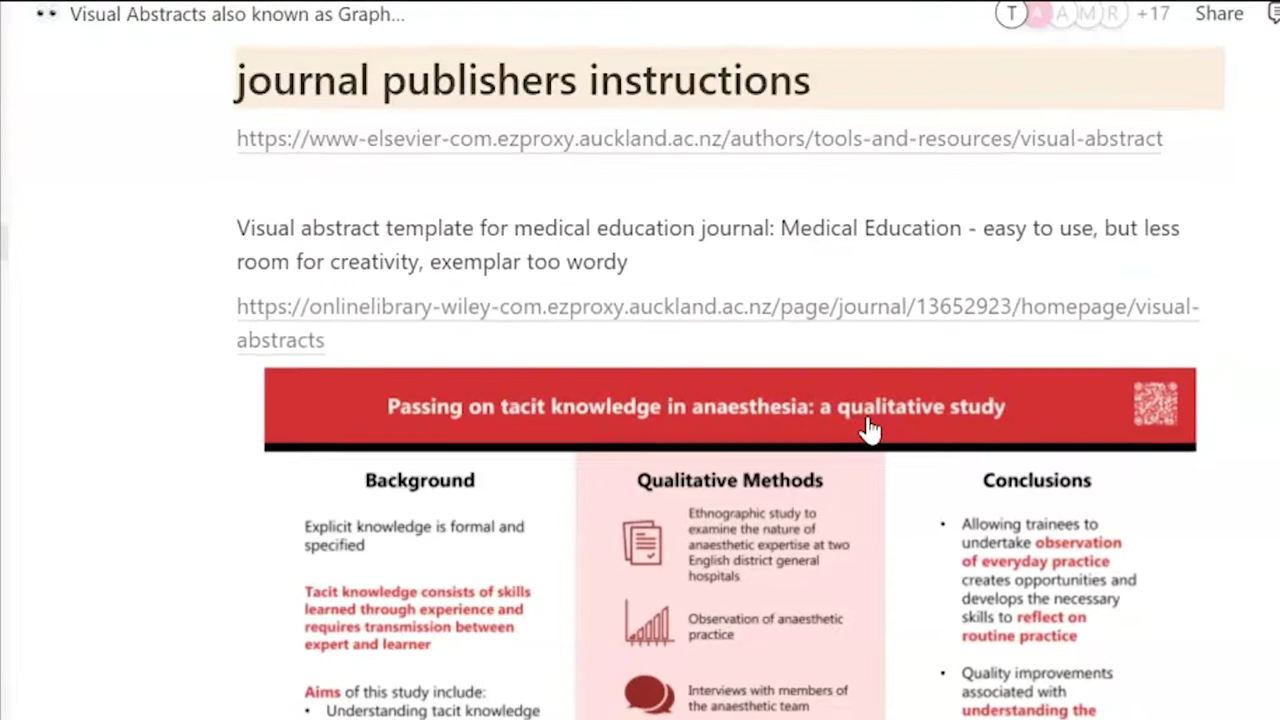 Visual Abstracts also known as Graph...
T A A M R +17 Share
journal publishers instructions
https://www-elsevier-com.ezproxy.auckland.ac.nz/authors/tools-and-resources/visual-abstract
Visual abstract template for medical education journal: Medical Education - easy to use, but less
room for creativity, exemplar too wordy
https://onlinelibrary-wiley-com.ezproxy.auckland.ac.nz/page/journal/13652923/homepage/visual-
abstracts
Passing on tacit knowledge in anaesthesia: a qualitative study
Background
Explicit knowledge is formal and
specified
Tacit knowledge consists of skills
learned through experience and
requires transmission between
expert and learner
Aims of this study include:
• Understanding tacit knowledge
Qualitative Methods
Ethnographic study to
examine the nature of
anaesthetic expertise at two
English district general
hospitals
Observation of anaesthetic
practice
Interviews with members of
the anaesthetic team
Conclusions
• Allowing trainees to
undertake observation
of everyday practice
creates opportunities and
develops the necessary
skills to reflect on
routine practice
• Quality improvements
associated with
understanding the